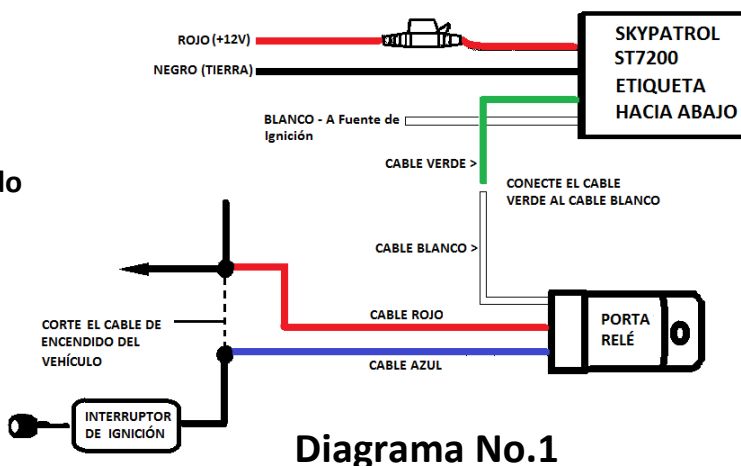 ROJO (+12V)
NEGRO (TIERRA)
SKYPATROL
ST7200
ETIQUETA
HACIA ABAJO
BLANCO - A Fuente de
Ignición
CABLE VERDE >
CONECTE EL CABLE
VERDE AL CABLE BLANCO
lo
CABLE BLANCO >
CABLE ROJO
PORTA
RELÉ
CORTE EL CABLE DE
ENCENDIDO DEL
VEHÍCULO
CABLE AZUL
INTERRUPTOR
DE IGNICIÓN
Diagrama No.1